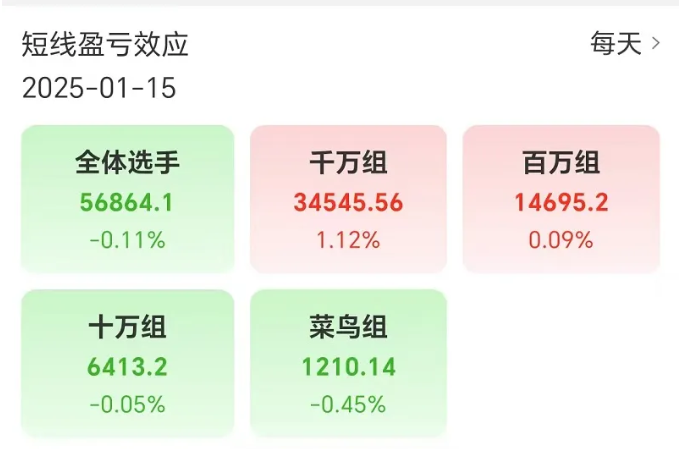 短线盈亏效应
每天 >
2025-01-15
全体选手
56864.1
-0.11%
千万组
34545.56
1.12%
百万组
14695.2
0.09%
十万组
6413.2
-0.05%
菜鸟组
1210.14
-0.45%